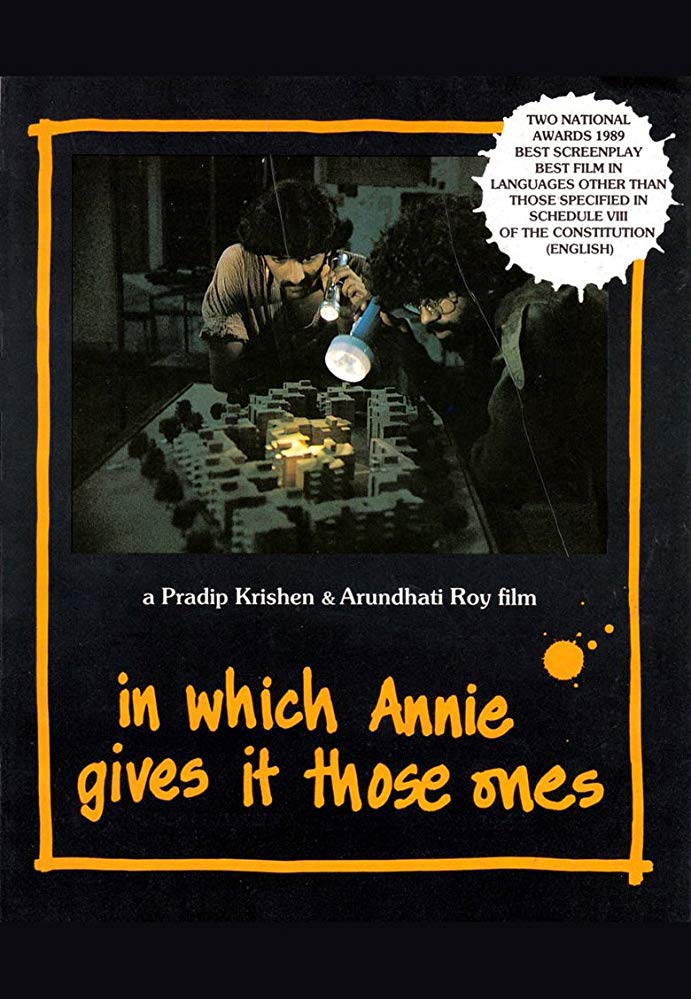 TWO NATIONAL
AWARDS 1989
BEST SCREENPLAY
BEST FILM IN
LANGUAGES OTHER THAN
THOSE SPECIFIED IN
SCHEDULE VIII
OF THE CONSTITUTION
(ENGLISH)
a Pradip Krishen & Arundhati Roy film
in which Annie
gives it those ones